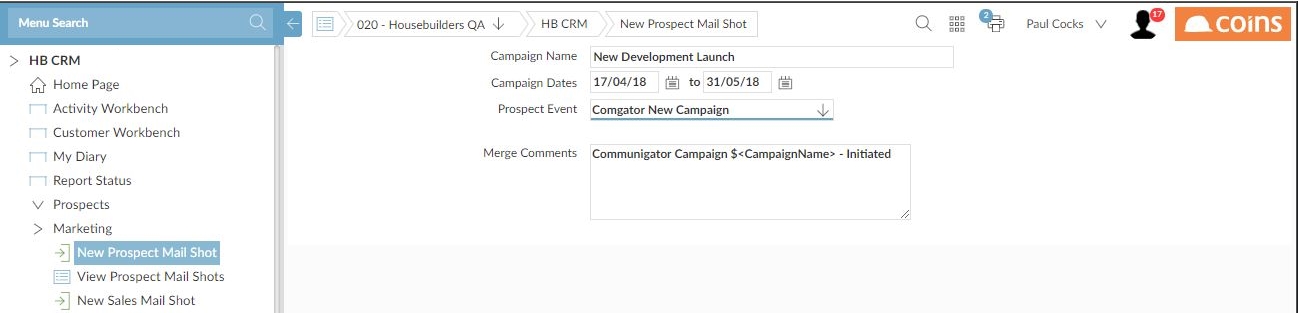 Menu Search
020 - Housebuilders QA
HB CRM
New Prospect Mail Shot
2
Paul Cocks
17
COINS
HB CRM
Home Page
Activity Workbench
Customer Workbench
My Diary
Report Status
Prospects
Marketing
New Prospect Mail Shot
View Prospect Mail Shots
New Sales Mail Shot
Campaign Name New Development Launch
Campaign Dates 17/04/18 to 31/05/18
Prospect Event Comgator New Campaign
Merge Comments Communigator Campaign $<CampaignName> - Initiated